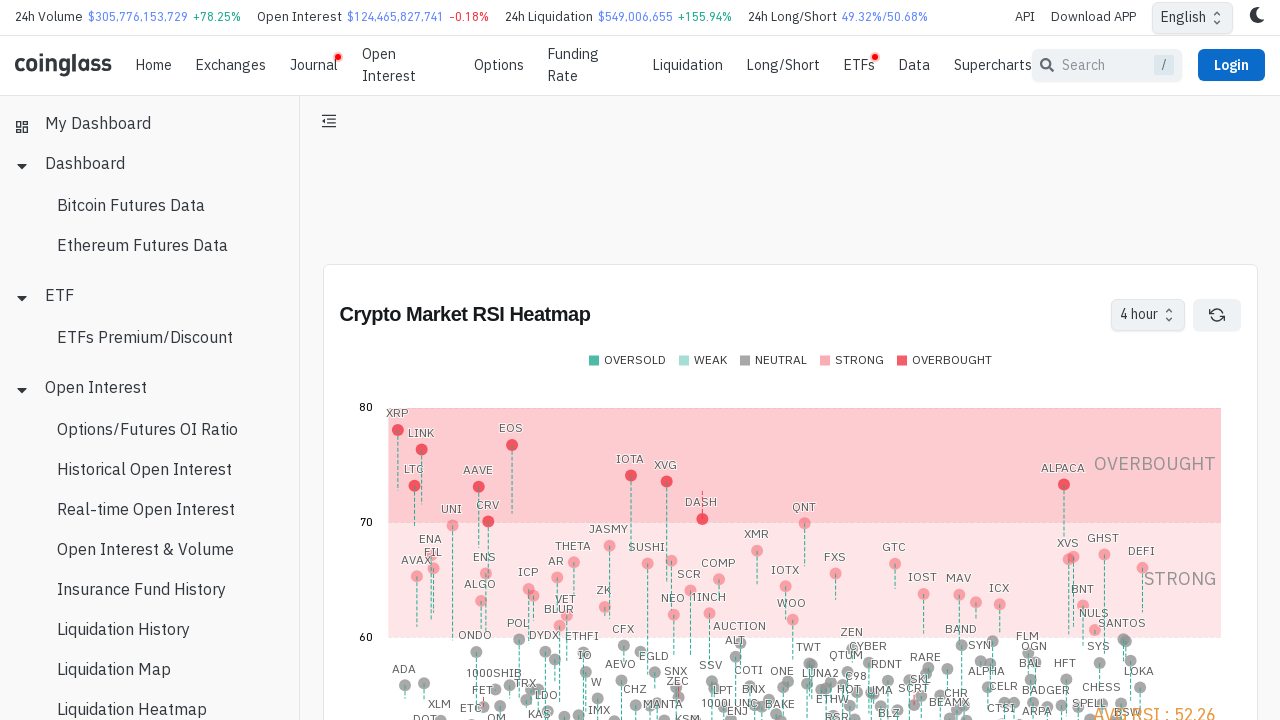 24h Volume $305,776,153,729 +78.25% Open Interest $124,465,827,741 -0.18% 24h Liquidation $549,006,655 +155.94% 24h Long/Short 49.32%/50.68% API Download APP English
coinglass Home Exchanges Journal Open Interest Options Funding Rate Liquidation Long/Short ETFs Data Supercharts Search / Login
My Dashboard
Dashboard
Bitcoin Futures Data
Ethereum Futures Data
ETF
ETFs Premium/Discount
Open Interest
Options/Futures OI Ratio
Historical Open Interest
Real-time Open Interest
Open Interest & Volume
Insurance Fund History
Liquidation History
Liquidation Map
Liquidation Heatmap
Crypto Market RSI Heatmap 4 hour
OVERSOLD WEAK NEUTRAL STRONG OVERBOUGHT
80
XRP
LINK
EOS
LTC AAVE IOTA XVG ALPACA OVERBOUGHT
UNI CRV DASH QNT
70
ENA JASMY XMR XVS GHST
AVAX FIL ENS THETA SUSHI FXS GTC DEFI
ALGO ICP AR COMP SCR IOTX IOST MAV ICX BNT STRONG
VET ZK NEO 1INCH WOO
BLUR NULS
60
POL AUCTION BAND SANTOS
ONDO DYDX ETHFI CFX ALI ZEN FLM
IO EGLD TWT CYBER SYN OGN SYS
ADA 1000SHIB AEVO SNX SSV COTI ONE LUNA2 QTUM RDNT RARE ALPHA BAL HFT LOKA
FET TRX LDO W CHZ ZEC LPT BNX C98 HOT UMA SKL SCRT CHR CELR BADGER CHESS
XLM ETC KAS IMX MANTA 1000LUNC BAKE ETHW BEAMX CTSI SPELL
DOT OM KSM ENJ RSR BLZ ARPA BSW
AVG RSI : 52.26